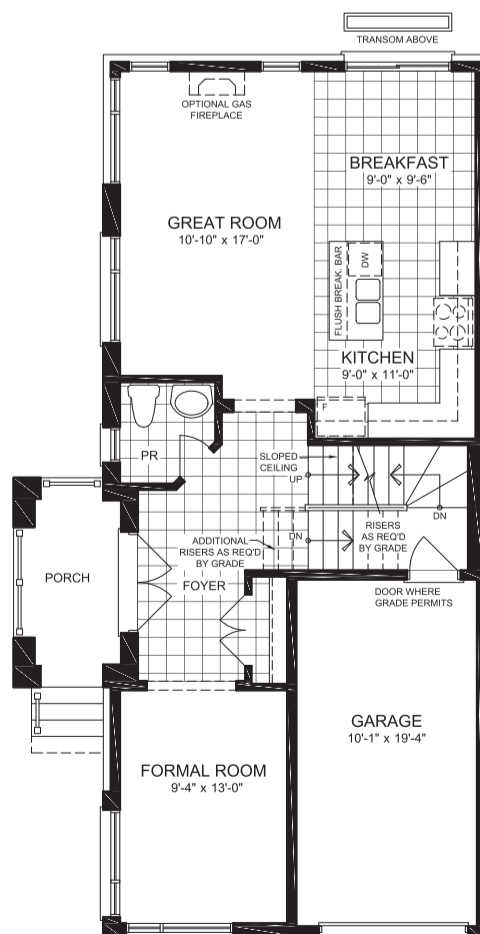 TRANSOM ABOVE
OPTIONAL GAS
FIREPLACE
BREAKFAST
9'-0" x 9'-6"
GREAT ROOM
10'-10" x 17'-0"
FLUSH BREAK. BAR
DW
KITCHEN
9'-0" x 11'-0"
F
PR
SLOPED
CEILING
UP
DN
RISERS
AS REQ'D
BY GRADE
ADDITIONAL
RISERS AS REQ'D
BY GRADE
DN
PORCH
FOYER
DOOR WHERE
GRADE PERMITS
GARAGE
10'-1" x 19'-4"
FORMAL ROOM
9'-4" x 13'-0"